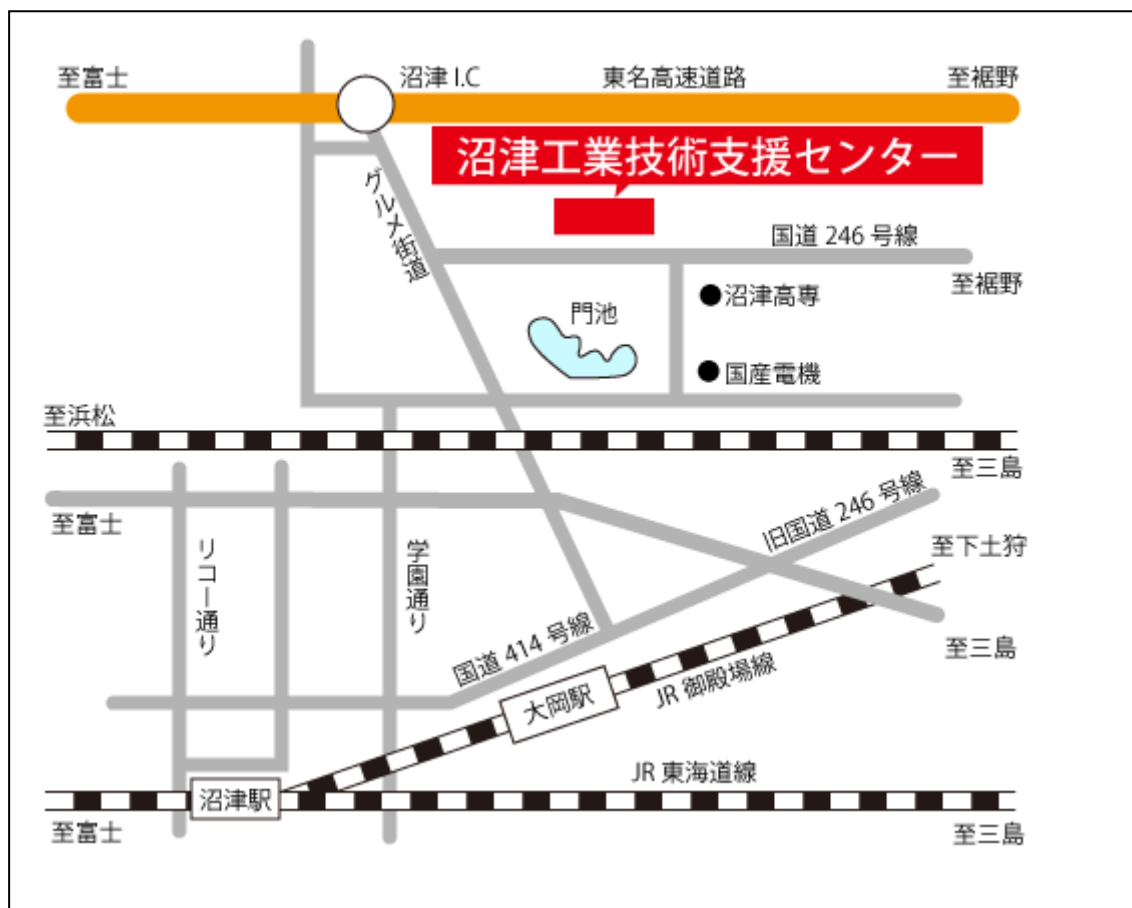 至富士
沼津 I.C
東名高速道路
至裾野
沼津工業技術支援センター
グルメ街道
国道 246 号線
至裾野
沼津高専
門池
国産電機
至浜松
至三島
至富士
旧国道 246 号線
至下土狩
リコー通り
学園通り
国道 414 号線
至三島
大岡駅
JR 御殿場線
JR 東海道線
沼津駅
至富士
至三島